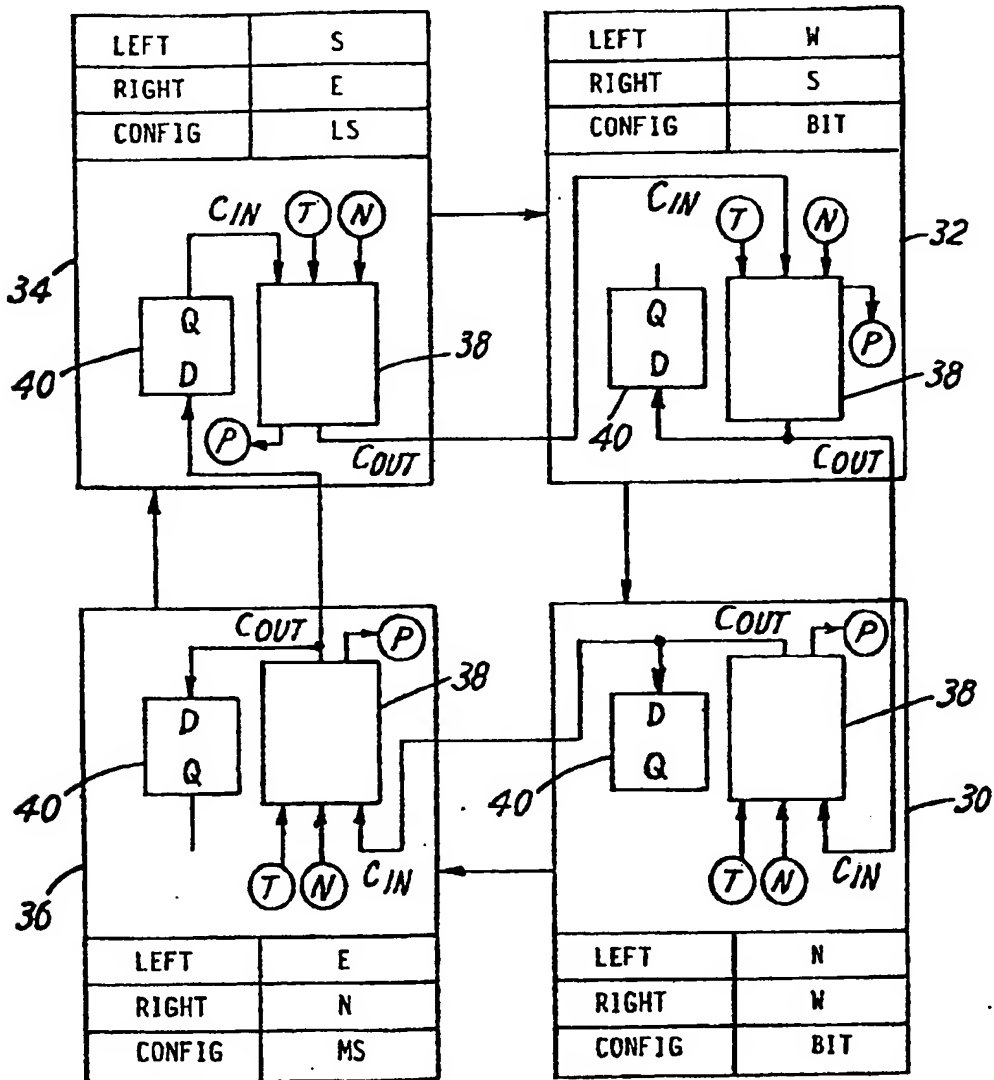 LEFT S
RIGHT E
CONFIG LS
LEFT W
RIGHT S
CONFIG BIT
CIN T N
Q
D
34
40
38
P
COUT
CIN
T N
Q
D
32
P
38
40
COUT
COUT P
D
Q
38
40
T N CIN
36
COUT P
D
Q
38
40
30
T N CIN
LEFT E
RIGHT N
CONFIG MS
LEFT N
RIGHT W
CONFIG BIT